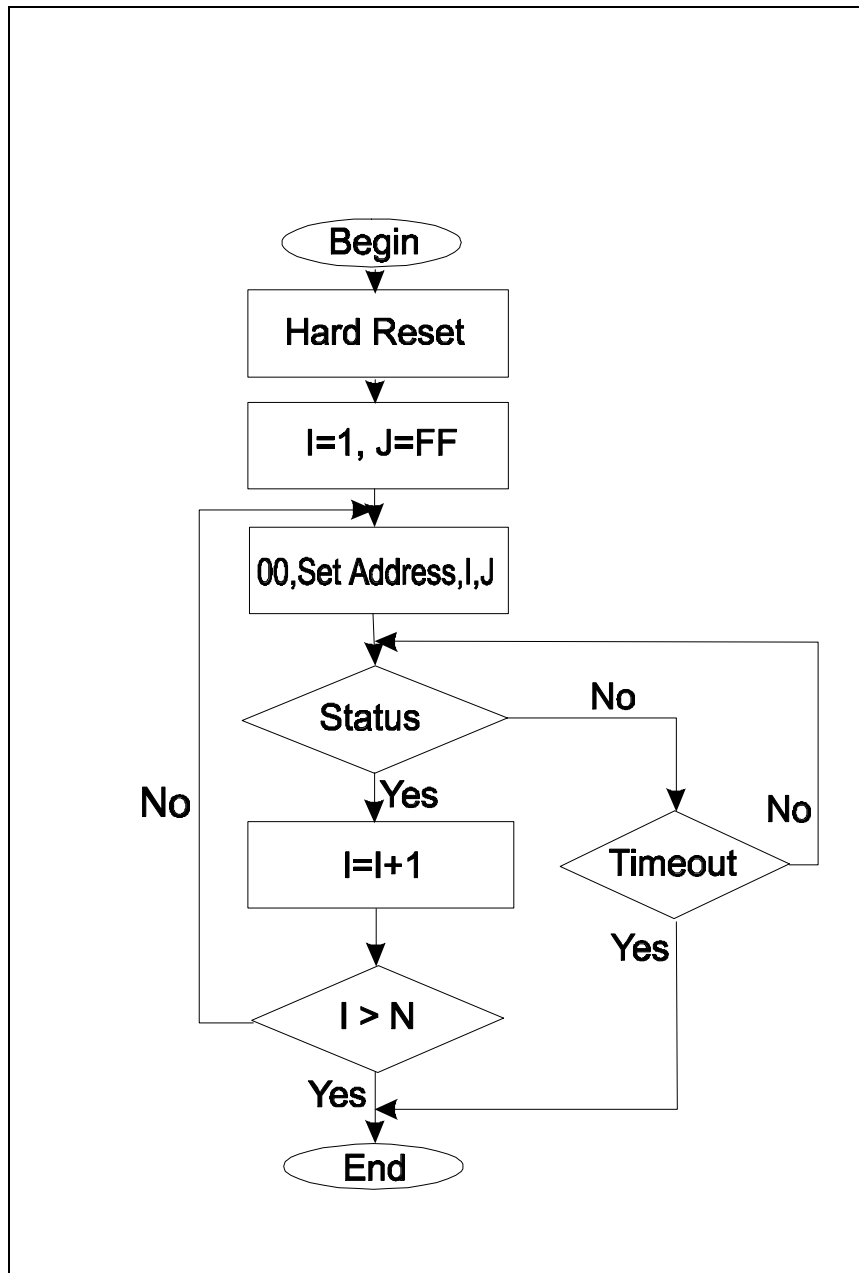 Begin
Hard Reset
I=1, J=FF
00,Set Address,I,J
Status
No
Yes
No
No
I=I+1
Timeout
Yes
I > N
Yes
End